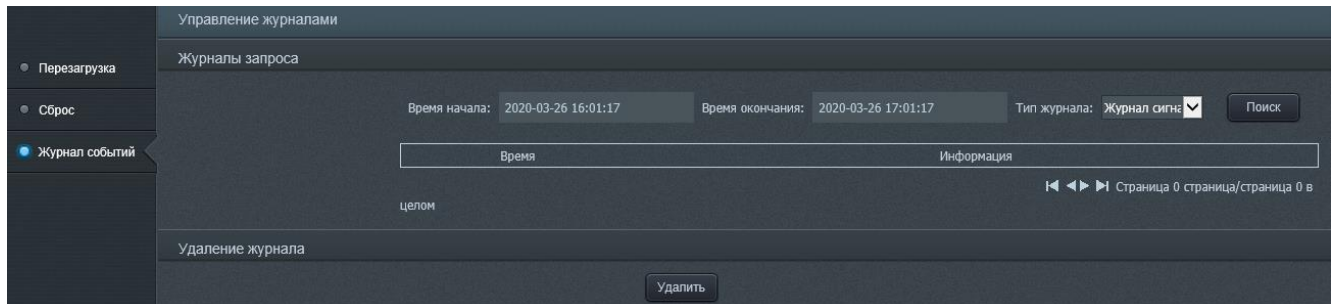 Управление журналами
Журналы запроса
Перезагрузка
Сброс
Журнал событий
Время начала: 2020-03-26 16:01:17 Время окончания: 2020-03-26 17:01:17 Тип журнала: Журнал сигна Поиск
Время Информация
Страница 0 страница/страница 0 в
целом
Удаление журнала
Удалить